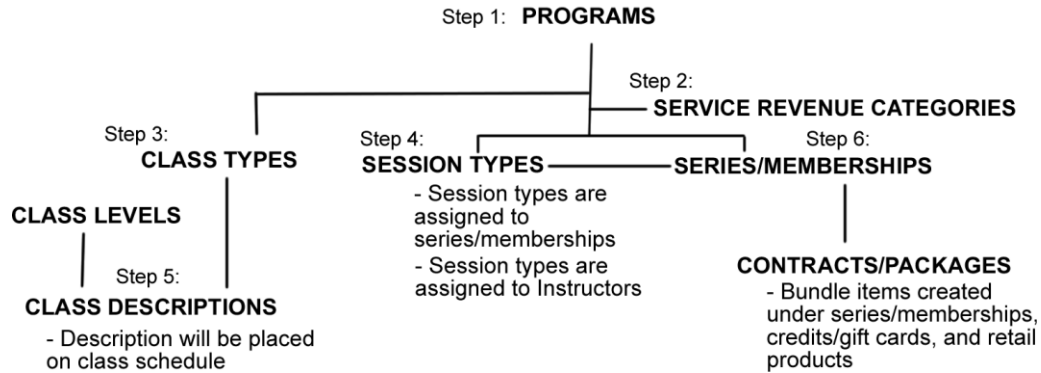 Step 1: PROGRAMS
Step 2:
SERVICE REVENUE CATEGORIES
Step 3:
CLASS TYPES
Step 4:
SESSION TYPES
- Session types are
assigned to
series/memberships
- Session types are
assigned to Instructors
Step 6:
SERIES/MEMBERSHIPS
CLASS LEVELS
Step 5:
CLASS DESCRIPTIONS
- Description will be placed
on class schedule
CONTRACTS/PACKAGES
- Bundle items created
under series/memberships,
credits/gift cards, and retail
products